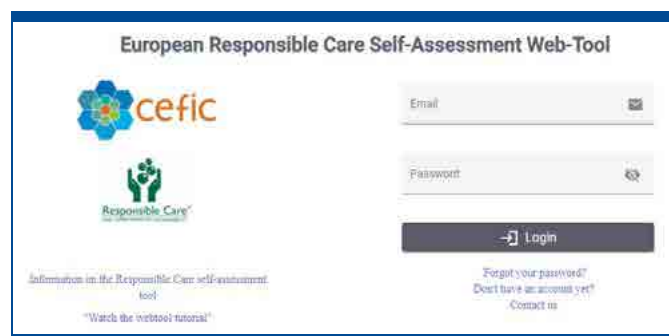 European Responsible Care Self-Assessment Web-Tool
cefic
Responsible Care®
Email
Password
Login
Information on the Responsible Care self-assessment
tool
"Watch the webtool tutorial"
Forgot your password?
Don't have an account yet?
Contact us